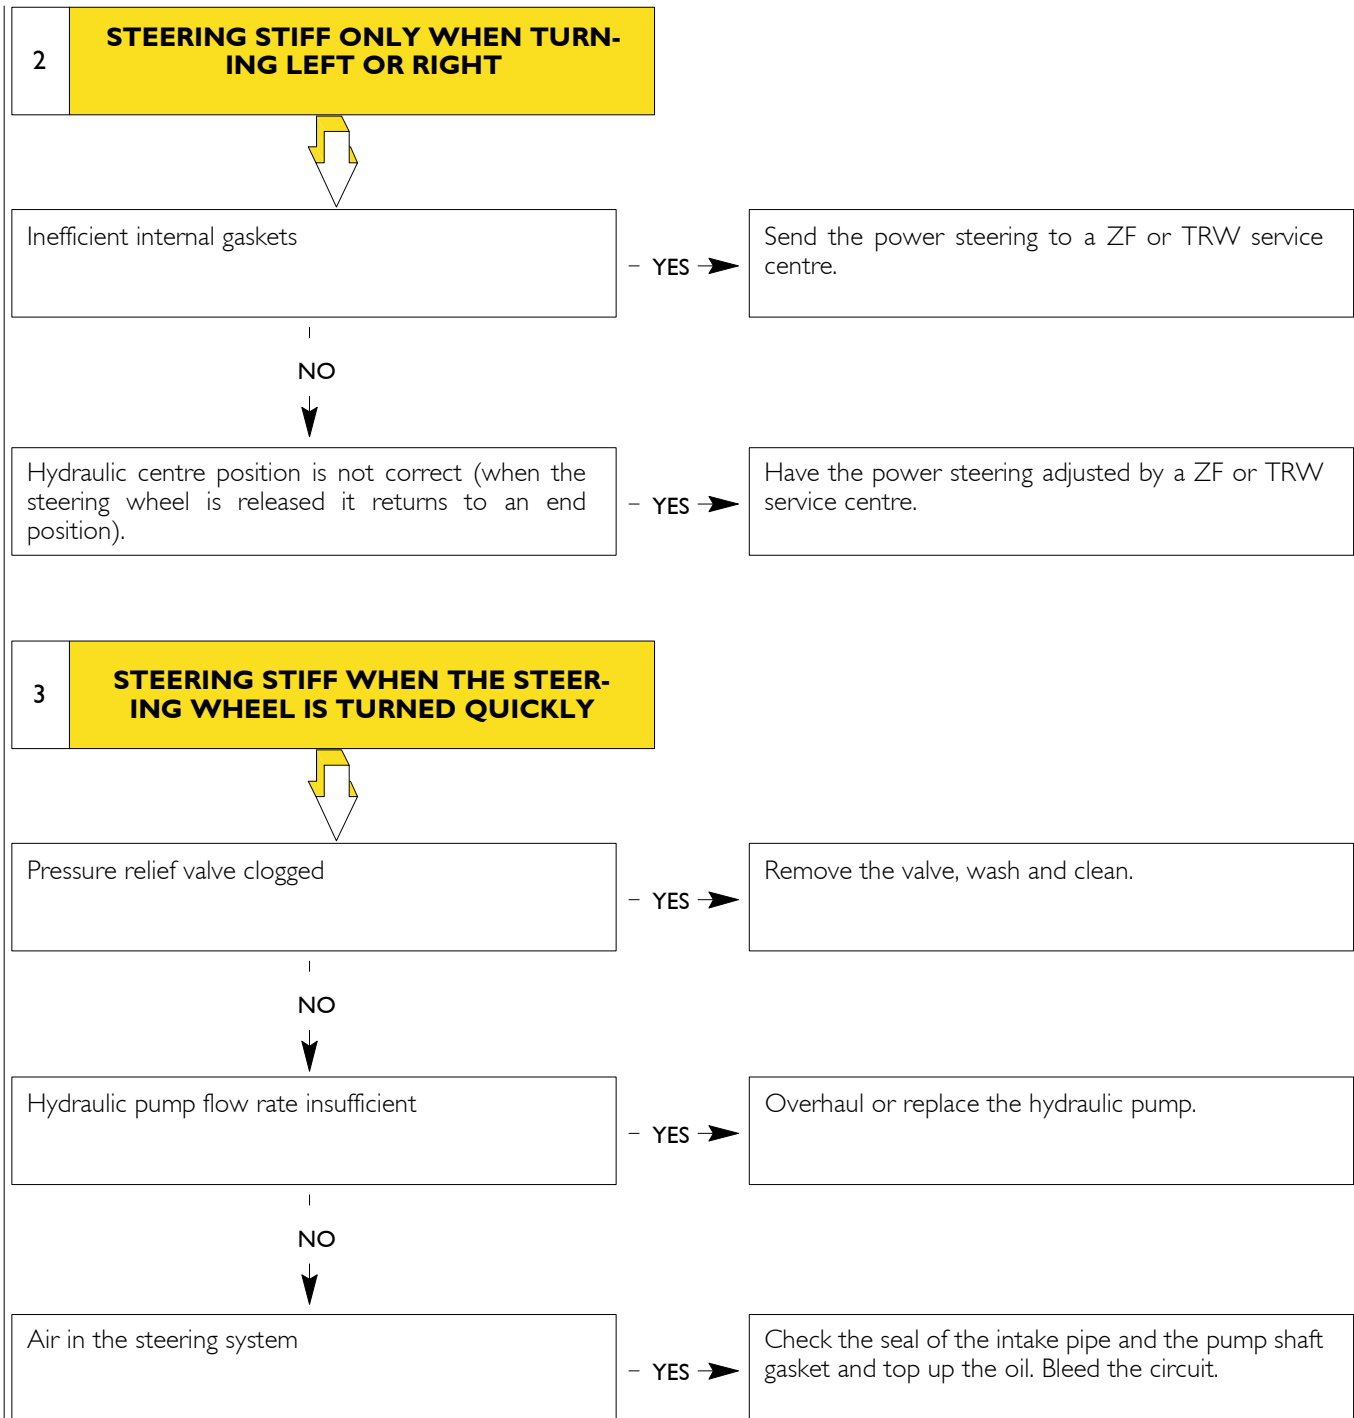 2
STEERING STIFF ONLY WHEN TURN-
ING LEFT OR RIGHT
Inefficient internal gaskets
– YES
Send the power steering to a ZF or TRW service
centre.
NO
Hydraulic centre position is not correct (when the
steering wheel is released it returns to an end
position).
– YES
Have the power steering adjusted by a ZF or TRW
service centre.
3
STEERING STIFF WHEN THE STEER-
ING WHEEL IS TURNED QUICKLY
Pressure relief valve clogged
– YES
Remove the valve, wash and clean.
NO
Hydraulic pump flow rate insufficient
– YES
Overhaul or replace the hydraulic pump.
NO
Air in the steering system
– YES
Check the seal of the intake pipe and the pump shaft
gasket and top up the oil. Bleed the circuit.